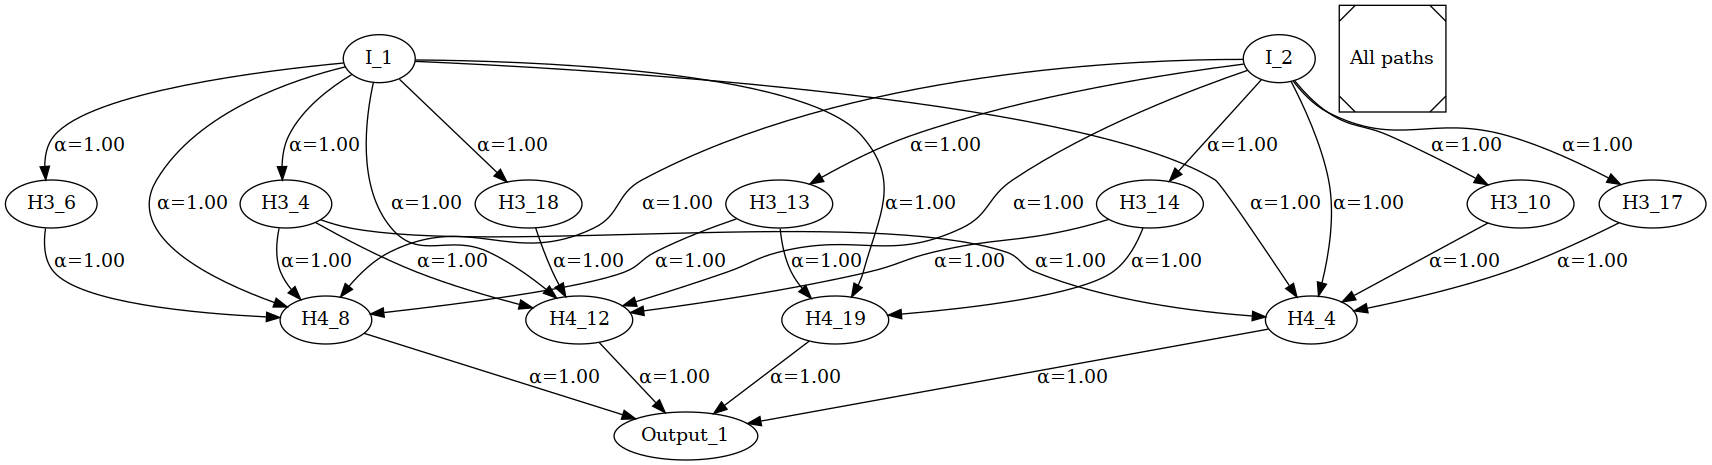 I_1
I_2
All paths
α=1.00 α=1.00 α=1.00 α=1.00 α=1.00 α=1.00 α=1.00
H3_6 α=1.00 H3_4 α=1.00 H3_18 α=1.00 H3_13 α=1.00 α=1.00 H3_14 α=1.00 α=1.00 H3_10 H3_17
α=1.00 α=1.00 α=1.00 α=1.00 α=1.00 α=1.00 α=1.00 α=1.00 α=1.00 α=1.00 α=1.00
H4_8 H4_12 H4_19 H4_4
α=1.00 α=1.00 α=1.00 α=1.00
Output_1